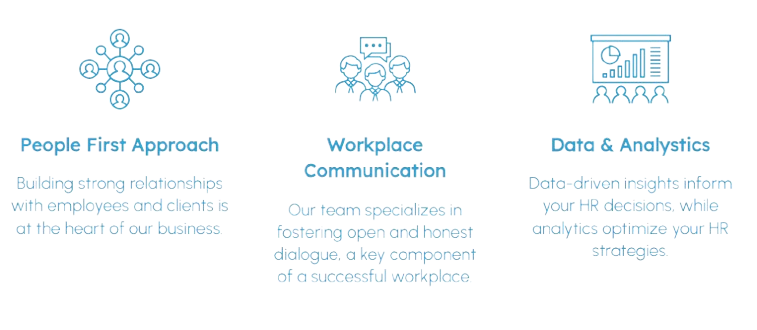 People First Approach
Building strong relationships
with employees and clients is
at the heart of our business.
Workplace
Communication
Our team specializes in
fostering open and honest
dialogue, a key component
of a successful workplace
Data & Analystics
Data-driven insights inform
your HR decisions, while
analytics optimize your HR
strategies.